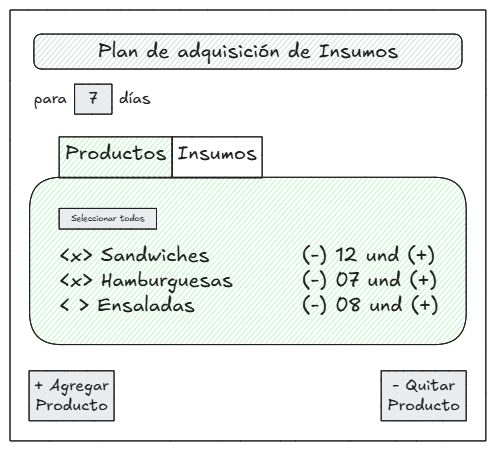 Plan de adquisición de Insumos
para 7 días
Productos Insumos
Seleccionar todos
<x> Sandwiches (-) 12 und (+)
<x> Hamburguesas (-) 07 und (+)
< > Ensaladas (-) 08 und (+)
+ Agregar
Producto
- Quitar
Producto